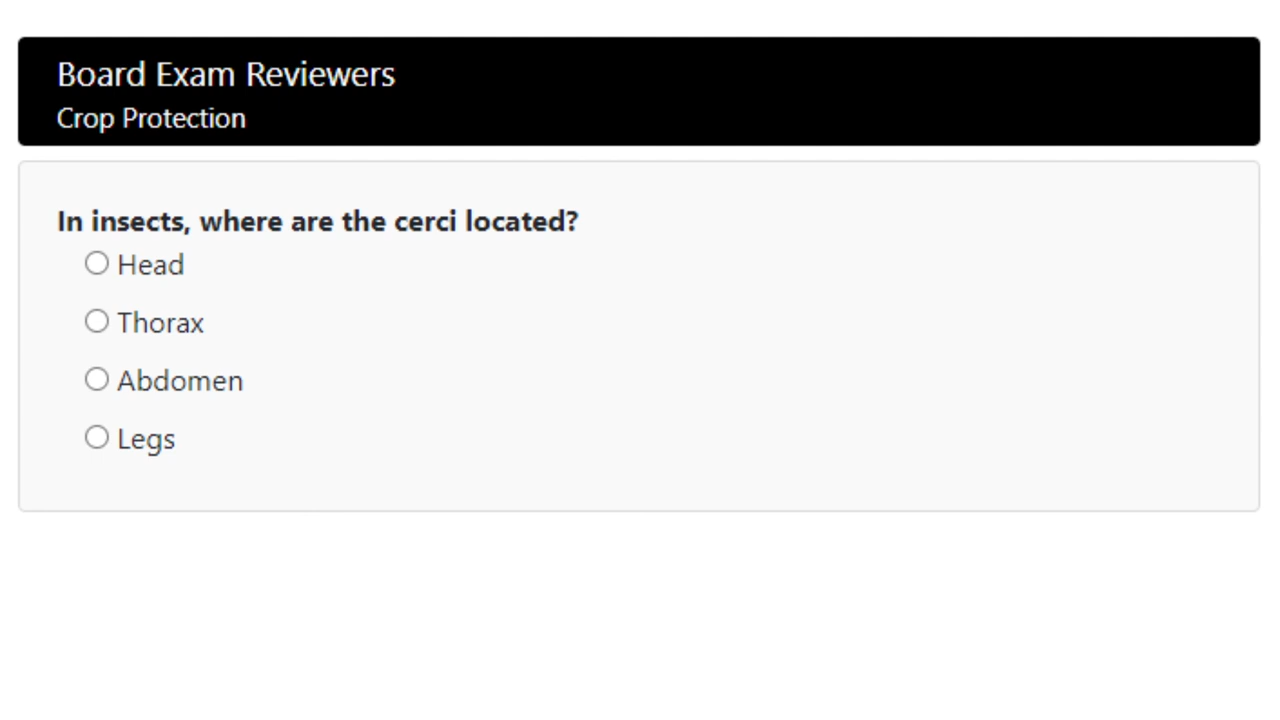 Board Exam Reviewers
Crop Protection
In insects, where are the cerci located?
Head
Thorax
Abdomen
Legs